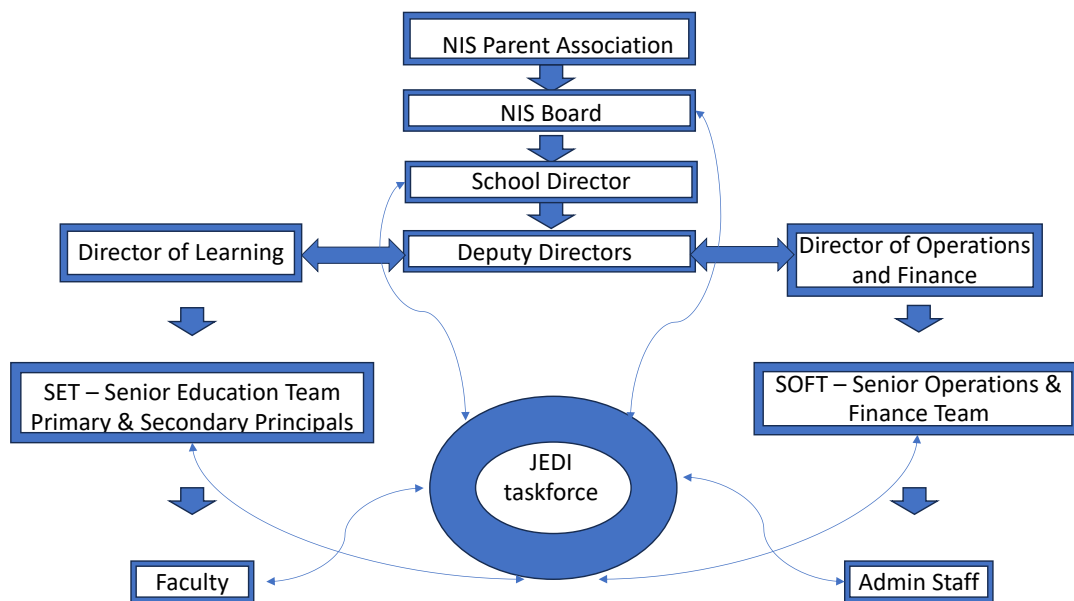 NIS Parent Association
NIS Board
School Director
Director of Learning
Deputy Directors
Director of Operations
and Finance
SET – Senior Education Team
Primary & Secondary Principals
SOFT – Senior Operations &
Finance Team
JEDI
taskforce
Faculty
Admin Staff